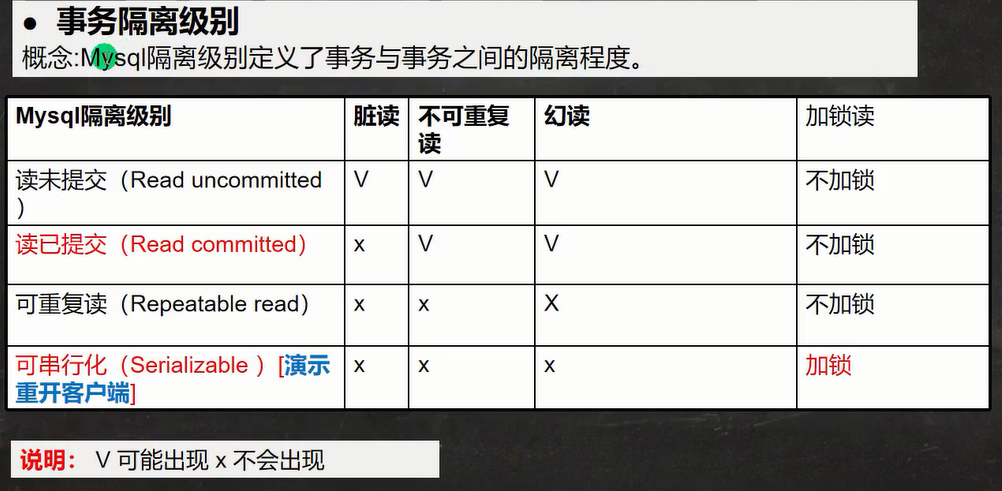 ● 事务隔离级别
概念:Mysql隔离级别定义了事务与事务之间的隔离程度。
Mysql隔离级别 脏读 不可重复读 幻读 加锁读
读未提交（Read uncommitted） V V V 不加锁
读已提交（Read committed） x V V 不加锁
可重复读（Repeatable read） x x X 不加锁
可串行化（Serializable ）[演示重开客户端] x x x 加锁
说明： V 可能出现 x 不会出现